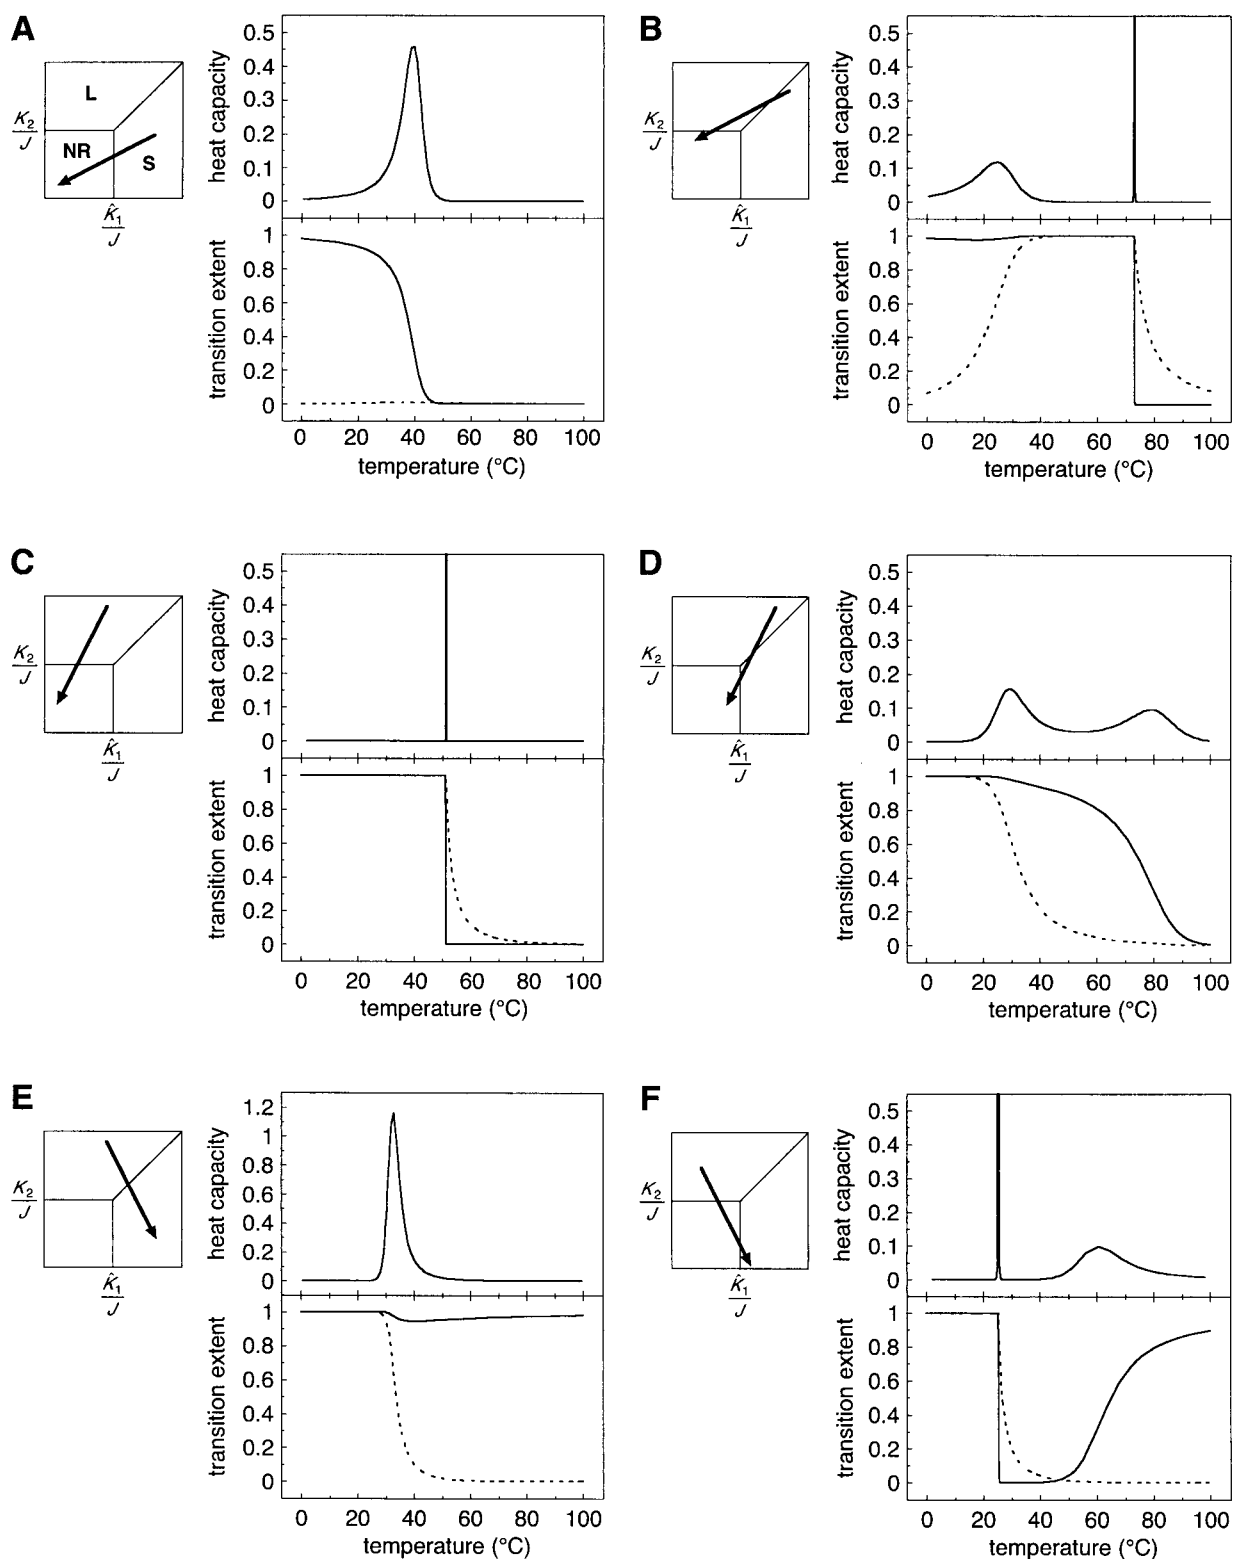 A
L
NR
S
K₂
J
K̂₁
J
heat capacity
0.5
0.4
0.3
0.2
0.1
0
transition extent
1
0.8
0.6
0.4
0.2
0
0 20 40 60 80 100
temperature (°C)
B
K₂
J
K̂₁
J
heat capacity
0.5
0.4
0.3
0.2
0.1
0
transition extent
1
0.8
0.6
0.4
0.2
0
0 20 40 60 80 100
temperature (°C)
C
K₂
J
K̂₁
J
heat capacity
0.5
0.4
0.3
0.2
0.1
0
transition extent
1
0.8
0.6
0.4
0.2
0
0 20 40 60 80 100
temperature (°C)
D
K₂
J
K̂₁
J
heat capacity
0.5
0.4
0.3
0.2
0.1
0
transition extent
1
0.8
0.6
0.4
0.2
0
0 20 40 60 80 100
temperature (°C)
E
K₂
J
K̂₁
J
heat capacity
1.2
1
0.8
0.6
0.4
0.2
0
transition extent
1
0.8
0.6
0.4
0.2
0
0 20 40 60 80 100
temperature (°C)
F
K₂
J
K̂₁
J
heat capacity
0.5
0.4
0.3
0.2
0.1
0
transition extent
1
0.8
0.6
0.4
0.2
0
0 20 40 60 80 100
temperature (°C)